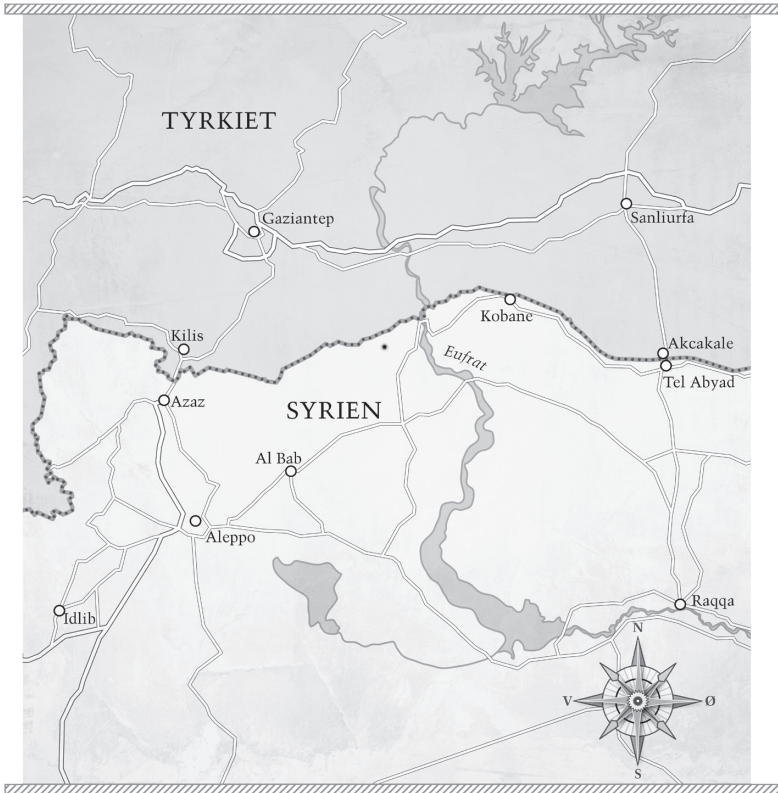 TYRKIET
Gaziantep
Sanliurfa
Kobane
Kilis
Akcakale
Eufrat
Tel Abyad
Azaz
SYRIEN
Al Bab
Aleppo
Raqqa
Idlib
N
V
Ø
S